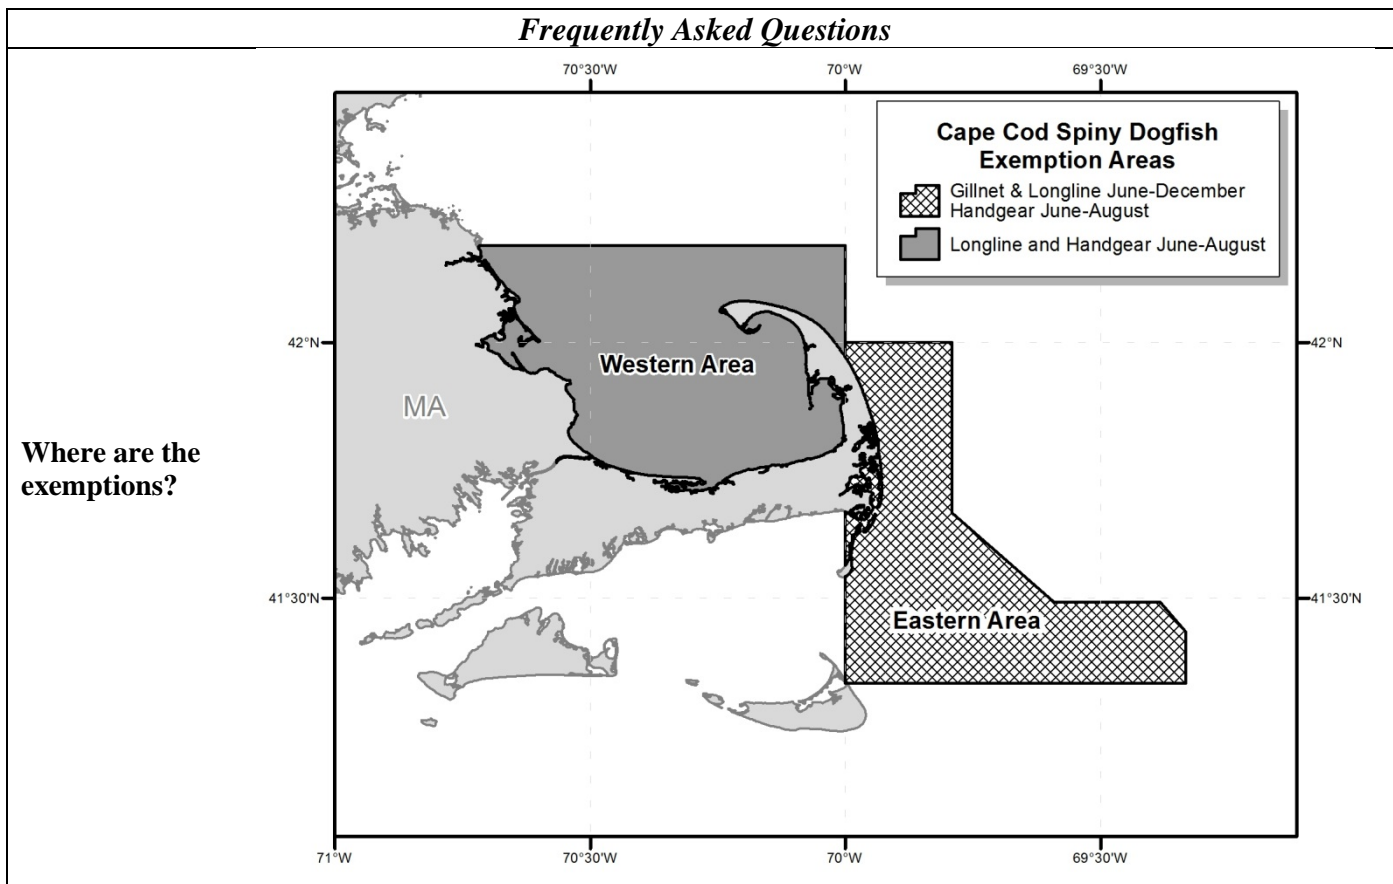 Frequently Asked Questions
Where are the
exemptions?
70°30'W
70°W
69°30'W
Cape Cod Spiny Dogfish
Exemption Areas
Gillnet & Longline June-December
Handgear June-August
Longline and Handgear June-August
42°N
42°N
Western Area
MA
41°30'N
41°30'N
Eastern Area
71°W
70°30'W
70°W
69°30'W